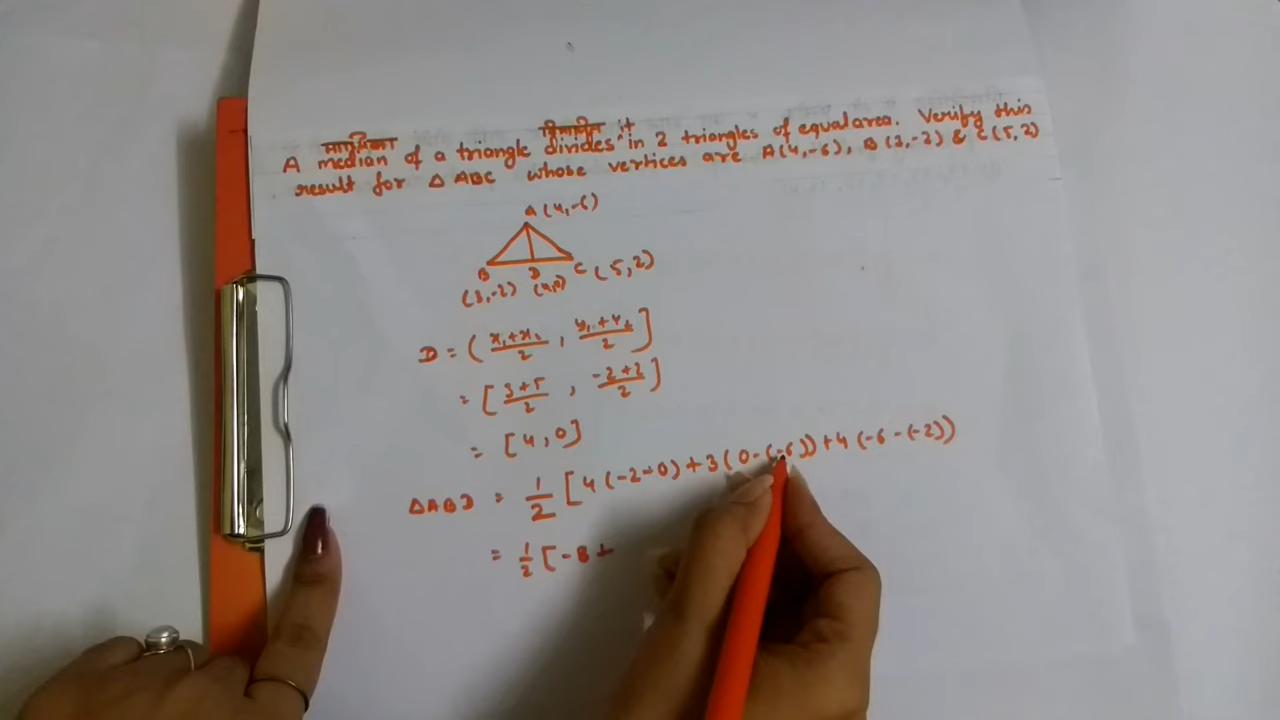 माध्यिका विभाजित it
A median of a triangle divides in 2 triangles of equal area. Verify this
result for Δ ABC whose vertices are A(4,-6), B(3,-2) & C(5,2)
A (4,-6)
B D C (5,2)
(3,-2) (4,0)
D = ( x₁+x₂/2 , y₁+y₂/2 ]
= [ 3+5/2 , -2+2/2 ]
= [4,0]
ΔABD = 1/2 [4(-2-0)+3(0-(-6))+4(-6-(-2))
= 1/2 [-8+